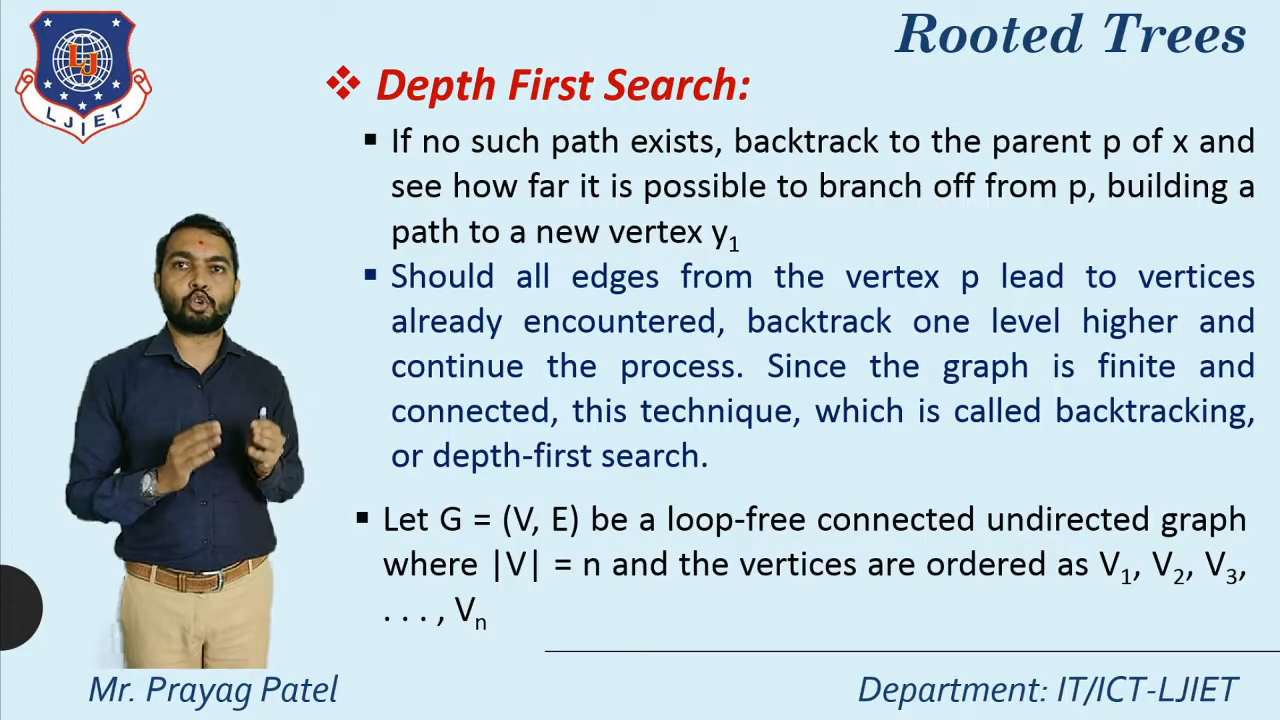 Rooted Trees
LJ
LJIET
❖ Depth First Search:
▪ If no such path exists, backtrack to the parent p of x and
see how far it is possible to branch off from p, building a
path to a new vertex y₁
▪ Should all edges from the vertex p lead to vertices
already encountered, backtrack one level higher and
continue the process. Since the graph is finite and
connected, this technique, which is called backtracking,
or depth-first search.
▪ Let G = (V, E) be a loop-free connected undirected graph
where |V| = n and the vertices are ordered as V₁, V₂, V₃,
. . . , Vₙ
Mr. Prayag Patel
Department: IT/ICT-LJIET